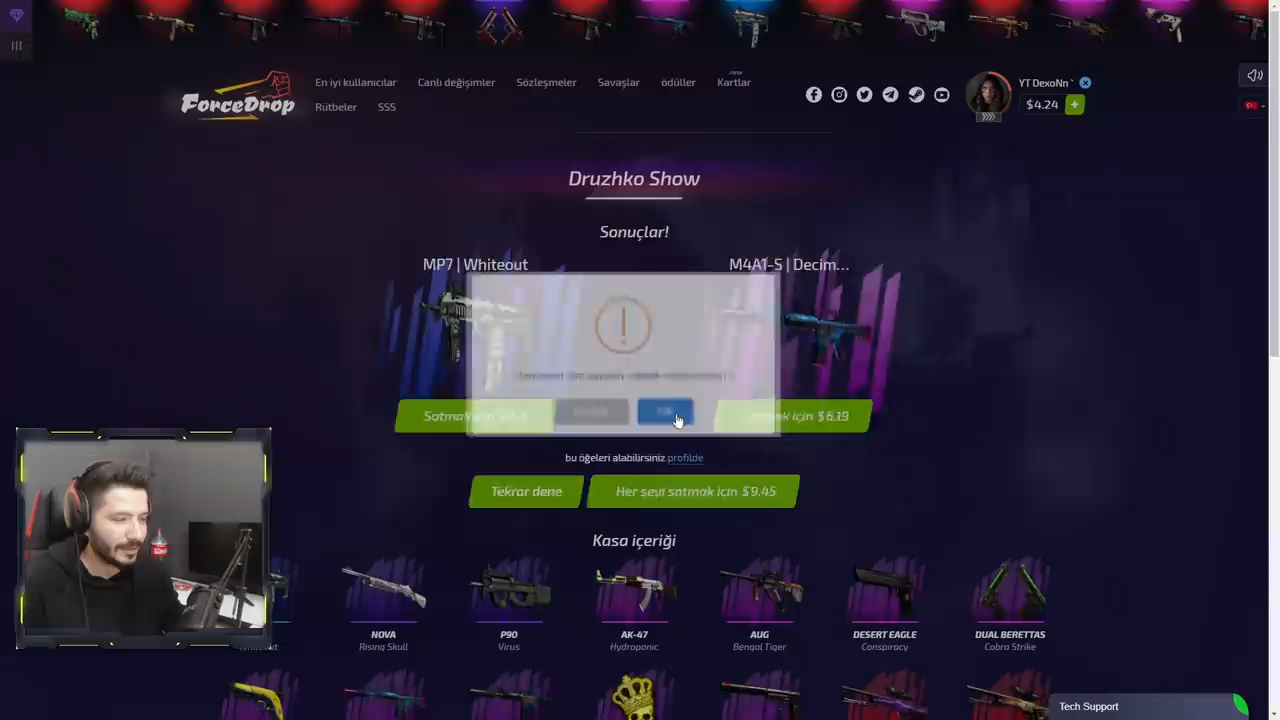 En iyi kullanıcılar
Canlı değişimler
Sözleşmeler
Savaşlar
ödüller
new
Kartlar
Rütbeler
SSS
ForceDrop
YT DexoNn `
$4.24
+
Druzhko Show
Sonuçlar!
MP7 | Whiteout
M4A1-S | Decim...
Satmak
için $6.19
bu öğeleri alabilirsiniz profilde
Tekrar dene
Her şeyi satmak için $9.45
Kasa içeriği
NOVA
P90
AK-47
AUG
DESERT EAGLE
DUAL BERETTAS
Whiteout
Rising Skull
Virus
Hydroponic
Bengal Tiger
Conspiracy
Cobra Strike
Tech Support